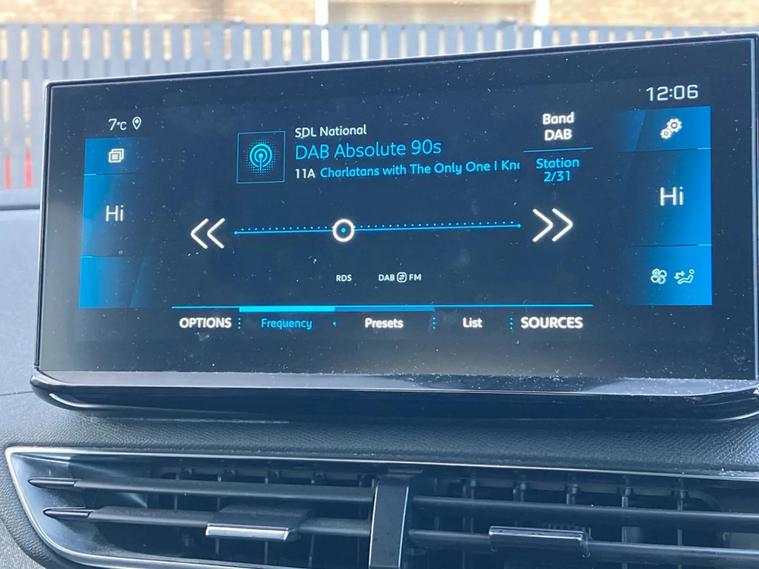 12:06
7°C
SDL National
DAB Absolute 90s
11A Charlatans with The Only One I Kno
Band
DAB
Station
2/31
Hi
Hi
RDS
DAB FM
OPTIONS
Frequency
Presets
List
SOURCES